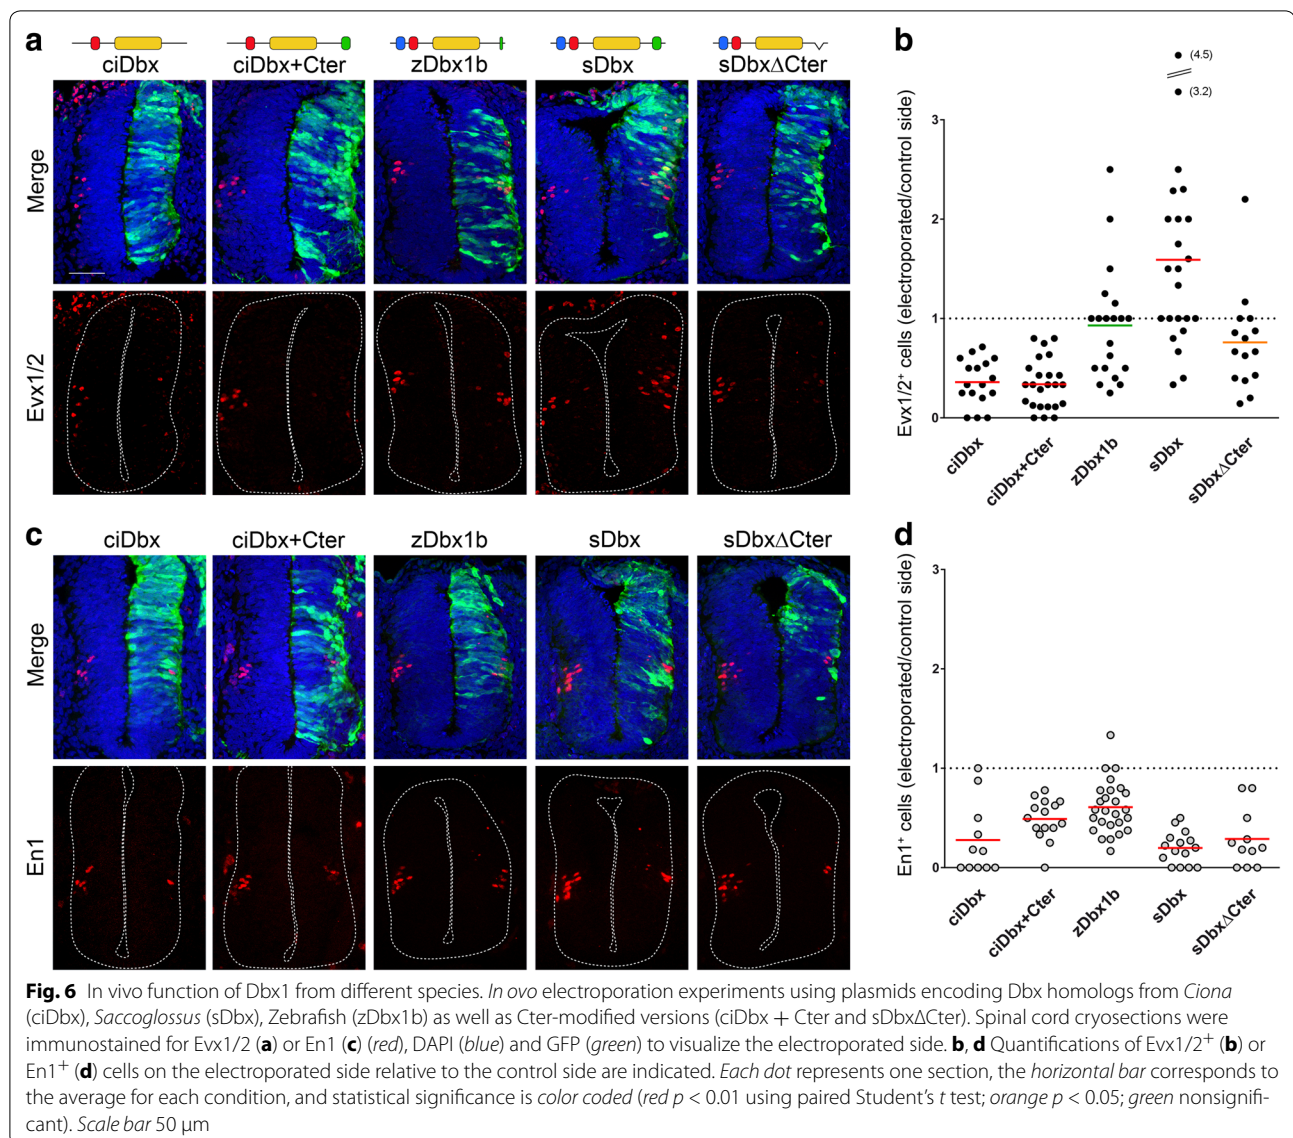 a
ciDbx ciDbx+Cter zDbx1b sDbx sDbxΔCter
Merge
Evx1/2
b
Evx1/2⁺ cells (electroporated/control side)
(4.5)
(3.2)
3
2
1
0
ciDbx ciDbx+Cter zDbx1b sDbx sDbxΔCter
c
ciDbx ciDbx+Cter zDbx1b sDbx sDbxΔCter
Merge
En1
d
En1⁺ cells (electroporated/control side)
3
2
1
0
ciDbx ciDbx+Cter zDbx1b sDbx sDbxΔCter
Fig. 6 In vivo function of Dbx1 from different species. In ovo electroporation experiments using plasmids encoding Dbx homologs from Ciona
(ciDbx), Saccoglossus (sDbx), Zebrafish (zDbx1b) as well as Cter-modified versions (ciDbx + Cter and sDbxΔCter). Spinal cord cryosections were
immunostained for Evx1/2 (a) or En1 (c) (red), DAPI (blue) and GFP (green) to visualize the electroporated side. b, d Quantifications of Evx1/2⁺ (b) or
En1⁺ (d) cells on the electroporated side relative to the control side are indicated. Each dot represents one section, the horizontal bar corresponds to
the average for each condition, and statistical significance is color coded (red p < 0.01 using paired Student's t test; orange p < 0.05; green nonsignifi-
cant). Scale bar 50 μm